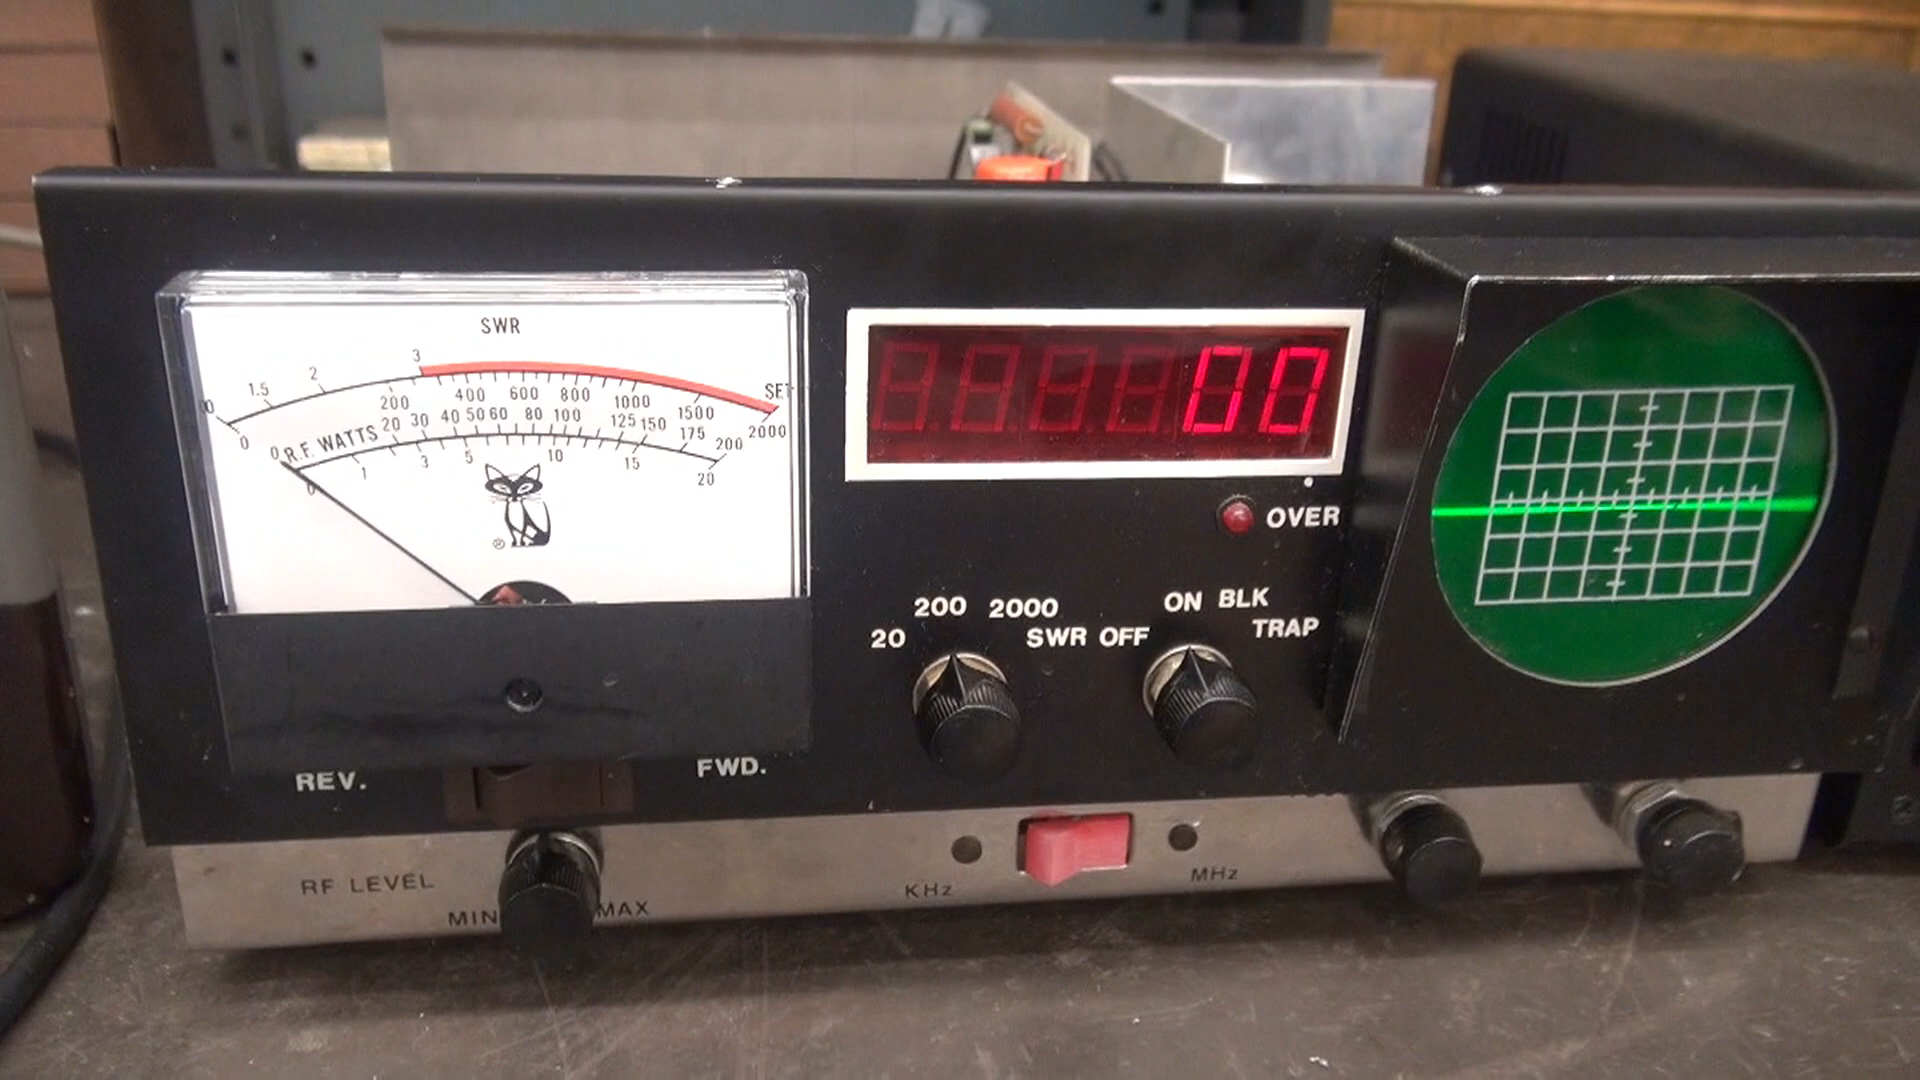 SWR
0 1.5 2 3 SET
0 200 400 600 800 1000 1500 2000
0 R.F. WATTS 20 30 40 50 60 80 100 125 150 175 200
0 1 3 5 10 15 20
®
00
OVER
20 200 2000 SWR
OFF ON BLK TRAP
REV. FWD.
RF LEVEL
MIN MAX
KHz MHz